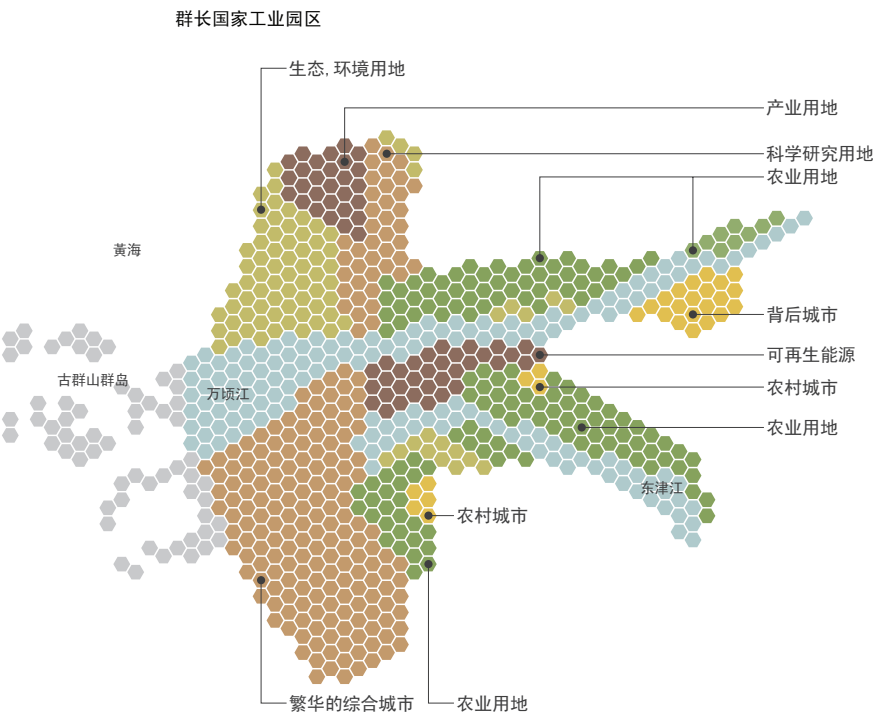 群长国家工业园区
生态, 环境用地
产业用地
科学研究用地
农业用地
黃海
背后城市
可再生能源
古群山群岛
万顷江
农村城市
农业用地
东津江
农村城市
繁华的综合城市
农业用地